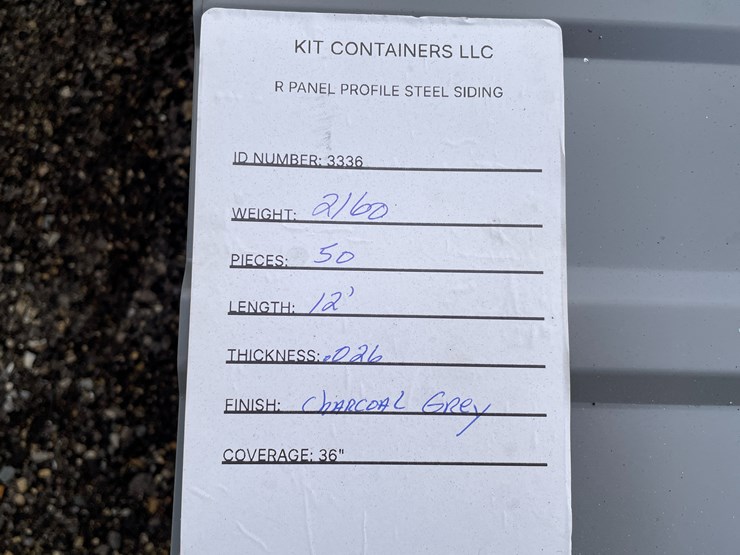 KIT CONTAINERS LLC
R PANEL PROFILE STEEL SIDING
ID NUMBER: 3336
WEIGHT: 2160
PIECES: 50
LENGTH: 12'
THICKNESS: .026
FINISH: CHARCOAL GREY
COVERAGE: 36"